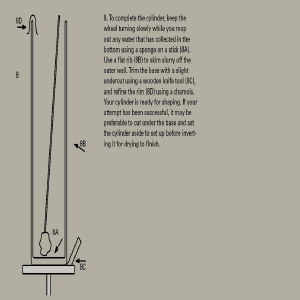 8D
8. To complete the cylinder, keep the
wheel turning slowly while you mop
out any water that has collected in the
bottom using a sponge on a stick (8A).
Use a flat rib (8B) to skim slurry off the
outer wall. Trim the base with a slight
undercut using a wooden knife tool (8C),
and refine the rim (8D) using a chamois.
Your cylinder is ready for shaping. If your
attempt has been successful, it may be
preferable to cut under the base and set
the cylinder aside to set up before invert-
ing it for drying to finish.
8
8B
8A
8C